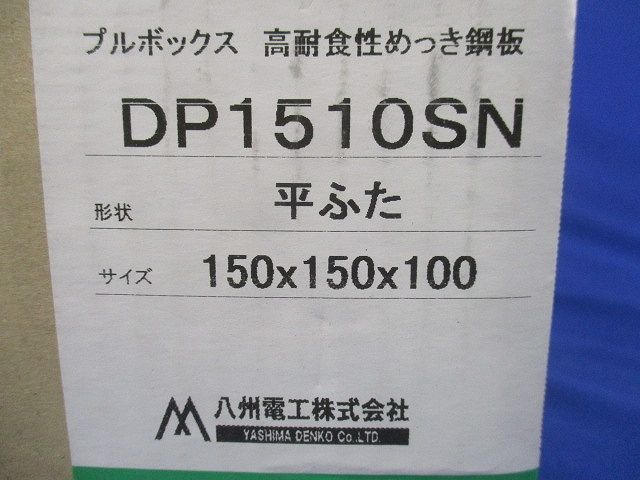 プルボックス 高耐食性めっき鋼板
DP1510SN
形状 平ふた
サイズ 150x150x100
八州電工株式会社
YASHIMA DENKO Co.,LTD.